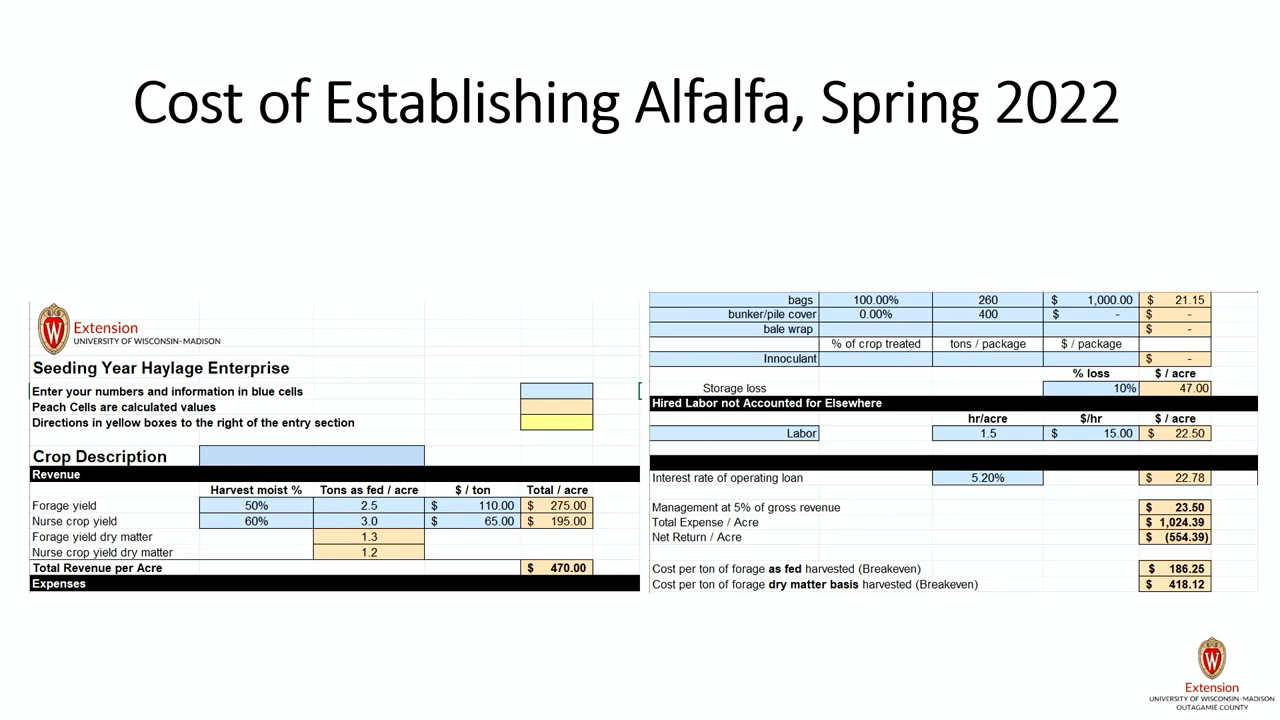 Cost of Establishing Alfalfa, Spring 2022
Extension
UNIVERSITY OF WISCONSIN–MADISON
Seeding Year Haylage Enterprise
Enter your numbers and information in blue cells
Peach Cells are calculated values
Directions in yellow boxes to the right of the entry section
Crop Description
Revenue
Harvest moist % Tons as fed / acre $ / ton Total / acre
Forage yield 50% 2.5 $ 110.00 $ 275.00
Nurse crop yield 60% 3.0 $ 65.00 $ 195.00
Forage yield dry matter 1.3
Nurse crop yield dry matter 1.2
Total Revenue per Acre $ 470.00
Expenses
bags 100.00% 260 $ 1,000.00 $ 21.15
bunker/pile cover 0.00% 400 $ - $ -
bale wrap $ -
% of crop treated tons / package $ / package
Innoculant $ -
% loss $ / acre
Storage loss 10% 47.00
Hired Labor not Accounted for Elsewhere
hr/acre $/hr $ / acre
Labor 1.5 $ 15.00 $ 22.50
Interest rate of operating loan 5.20% $ 22.78
Management at 5% of gross revenue $ 23.50
Total Expense / Acre $ 1,024.39
Net Return / Acre $ (554.39)
Cost per ton of forage as fed harvested (Breakeven) $ 186.25
Cost per ton of forage dry matter basis harvested (Breakeven) $ 418.12
Extension
UNIVERSITY OF WISCONSIN-MADISON
OUTAGAMIE COUNTY